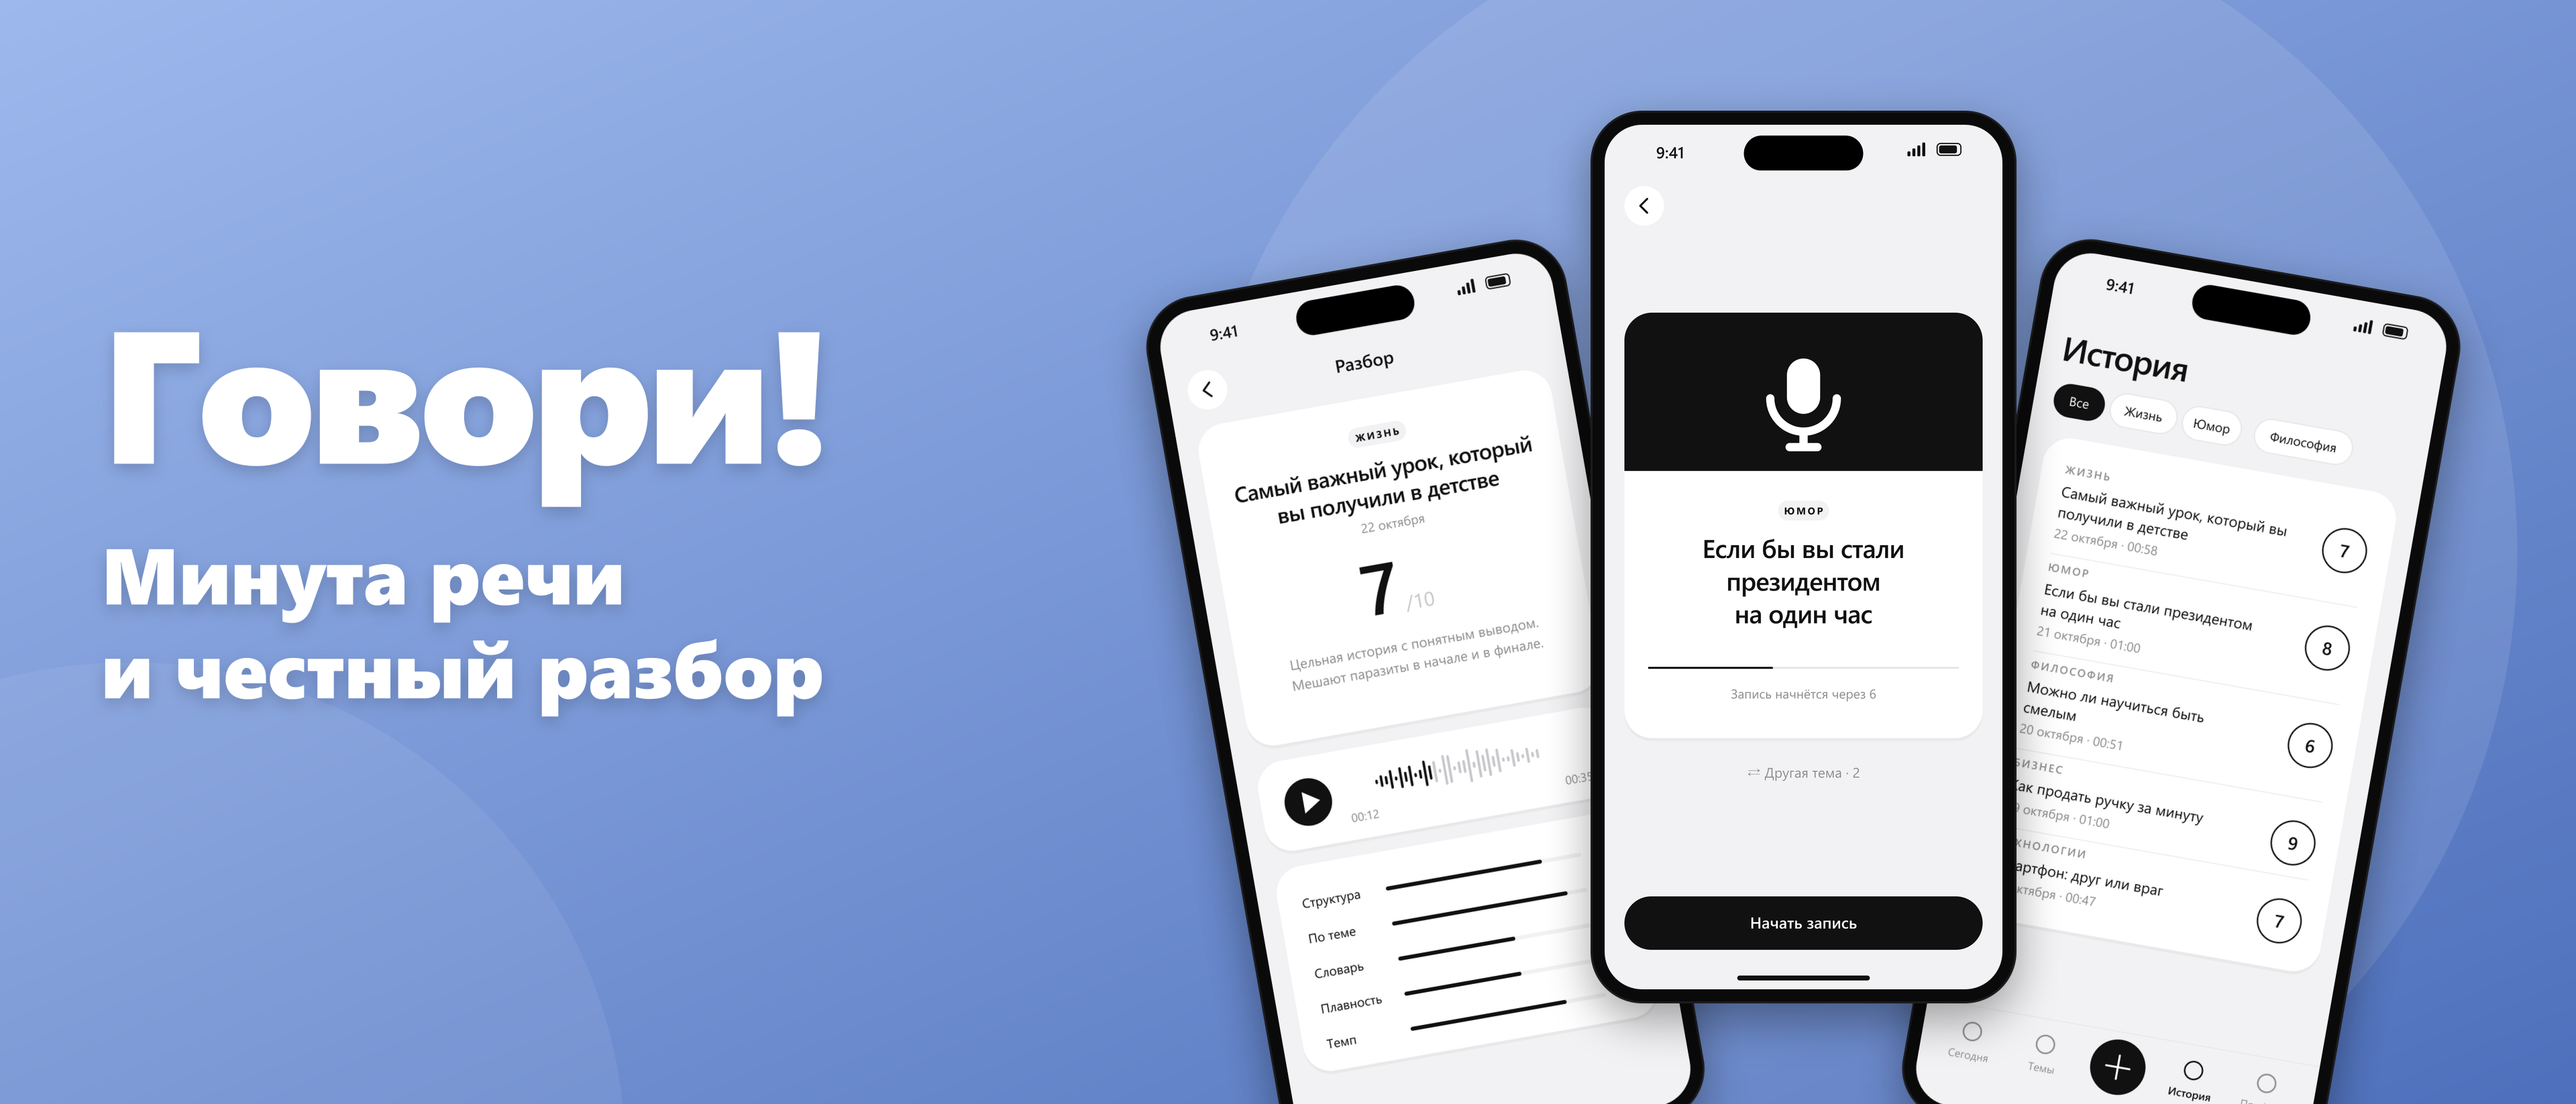 Говори!
Минута речи
и честный разбор
9:41
Разбор
ЖИЗНЬ
Самый важный урок, который
вы получили в детстве
22 октября
7 /10
Цельная история с понятным выводом.
Мешают паразиты в начале и в финале.
00:12
00:35
Структура
По теме
Словарь
Плавность
Темп
9:41
ЮМОР
Если бы вы стали
президентом
на один час
Запись начнётся через 6
Другая тема · 2
Начать запись
9:41
История
Все Жизнь Юмор Философия
ЖИЗНЬ
Самый важный урок, который вы
получили в детстве
22 октября · 00:58
7
ЮМОР
Если бы вы стали президентом
на один час
21 октября · 01:00
8
ФИЛОСОФИЯ
Можно ли научиться быть
смелым
20 октября · 00:51
6
БИЗНЕС
Как продать ручку за минуту
октября · 01:00
9
ХНОЛОГИИ
артфон: друг или враг
ктября · 00:47
7
Сегодня
Темы
История